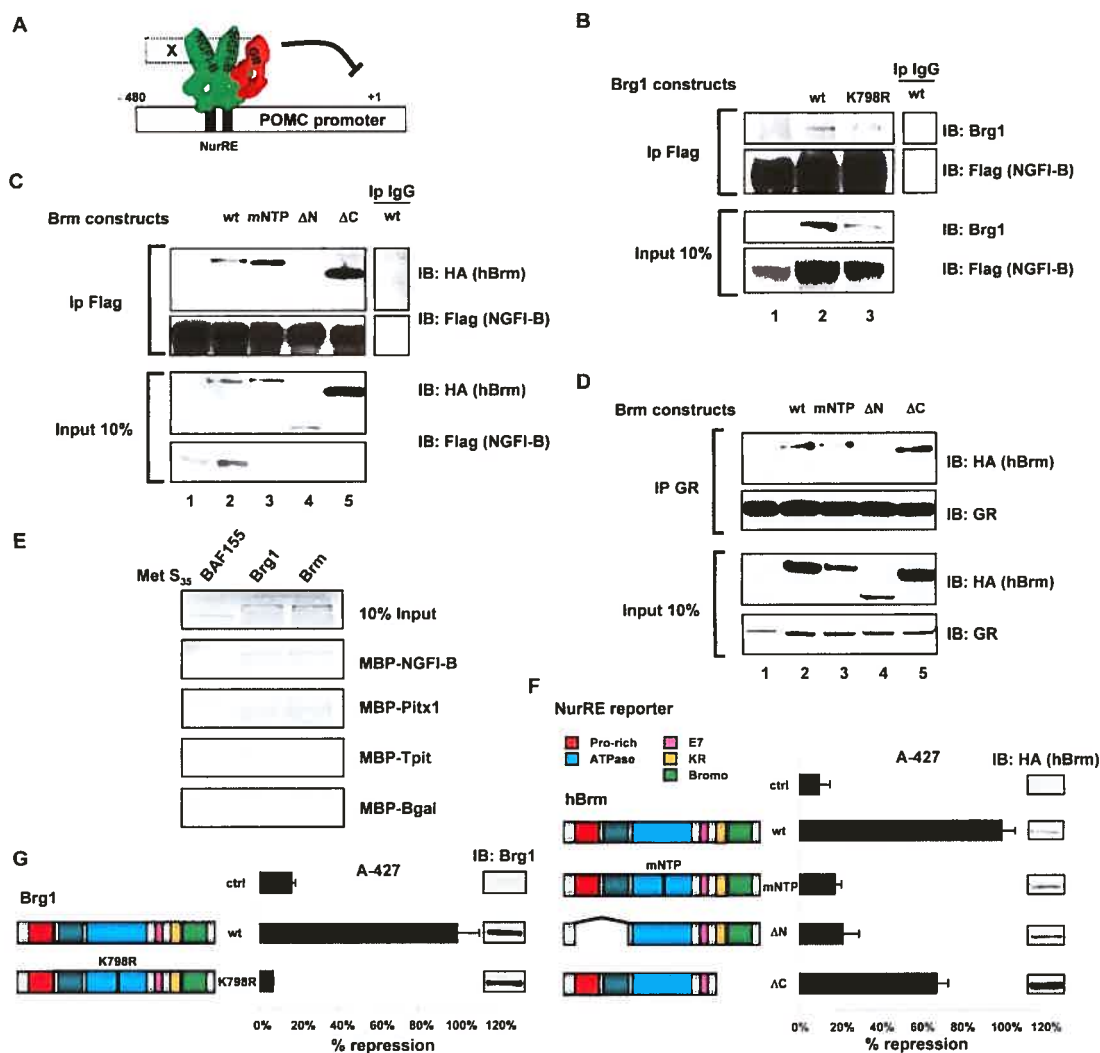 A
X
NGFI-B
NGFI-B
GR
- 480
+1
POMC promoter
NurRE
B
Brg1 constructs
wt
K798R
Ip IgG
wt
Ip Flag
IB: Brg1
IB: Flag (NGFI-B)
Input 10%
IB: Brg1
IB: Flag (NGFI-B)
1 2 3
C
Brm constructs
wt mNTP ΔN ΔC
Ip IgG
wt
Ip Flag
IB: HA (hBrm)
IB: Flag (NGFI-B)
Input 10%
IB: HA (hBrm)
IB: Flag (NGFI-B)
1 2 3 4 5
D
Brm constructs
wt mNTP ΔN ΔC
IP GR
IB: HA (hBrm)
IB: GR
Input 10%
IB: HA (hBrm)
IB: GR
1 2 3 4 5
E
Met S35
BAF155
Brg1
Brm
10% Input
MBP-NGFI-B
MBP-Pitx1
MBP-Tpit
MBP-Bgal
F
NurRE reporter
Pro-rich
ATPaso
E7
KR
Bromo
A-427
IB: HA (hBrm)
hBrm
ctrl
wt
mNTP
mNTP
ΔN
ΔC
0% 20% 40% 60% 80% 100% 120%
% repression
G
A-427
IB: Brg1
Brg1
ctrl
wt
K798R
K798R
0% 20% 40% 60% 80% 100% 120%
% repression